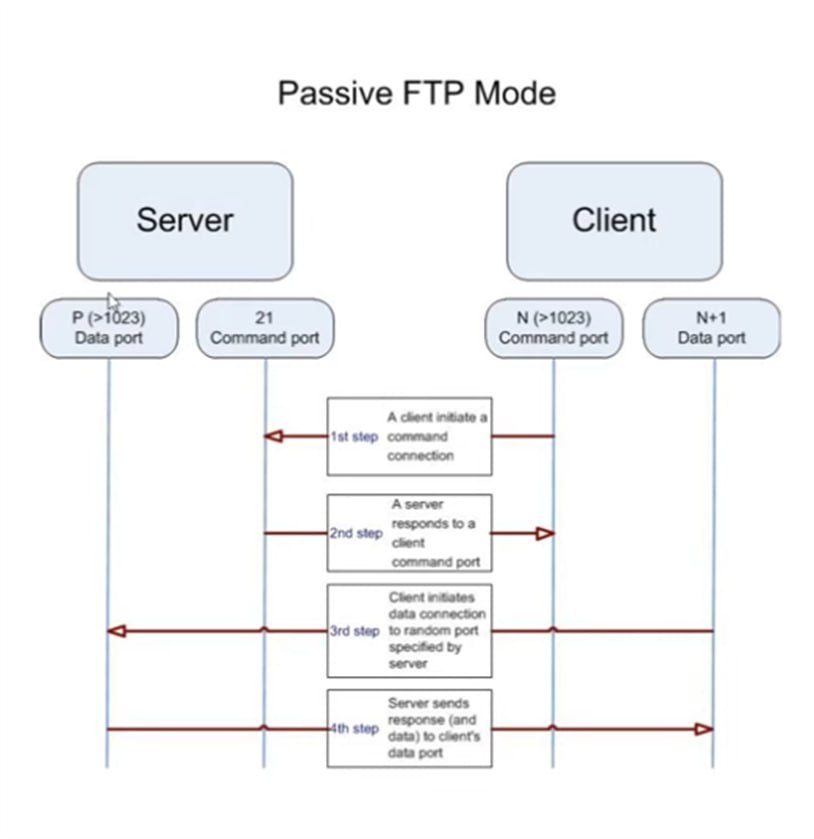 Passive FTP Mode
Server
Client
P (>1023)
Data port
21
Command port
N (>1023)
Command port
N+1
Data port
1st step
A client initiate a
command
connection
2nd step
A server
responds to a
client
command port
3rd step
Client initiates
data connection
to random port
specified by
server
4th step
Server sends
response (and
data) to client's
data port